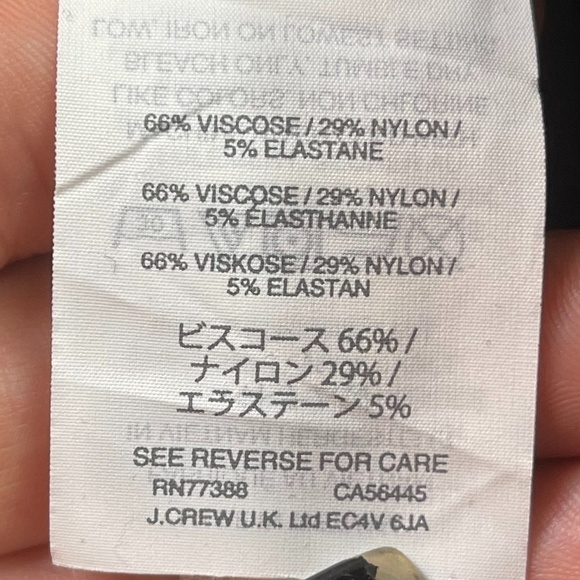 66% VISCOSE / 29% NYLON /
5% ELASTANE
66% VISCOSE / 29% NYLON /
5% ÉLASTHANNE
66% VISKOSE / 29% NYLON /
5% ELASTAN
ビスコース 66% /
ナイロン 29% /
エラステーン 5%
SEE REVERSE FOR CARE
RN77388 CA56445
J.CREW U.K. Ltd EC4V 6JA